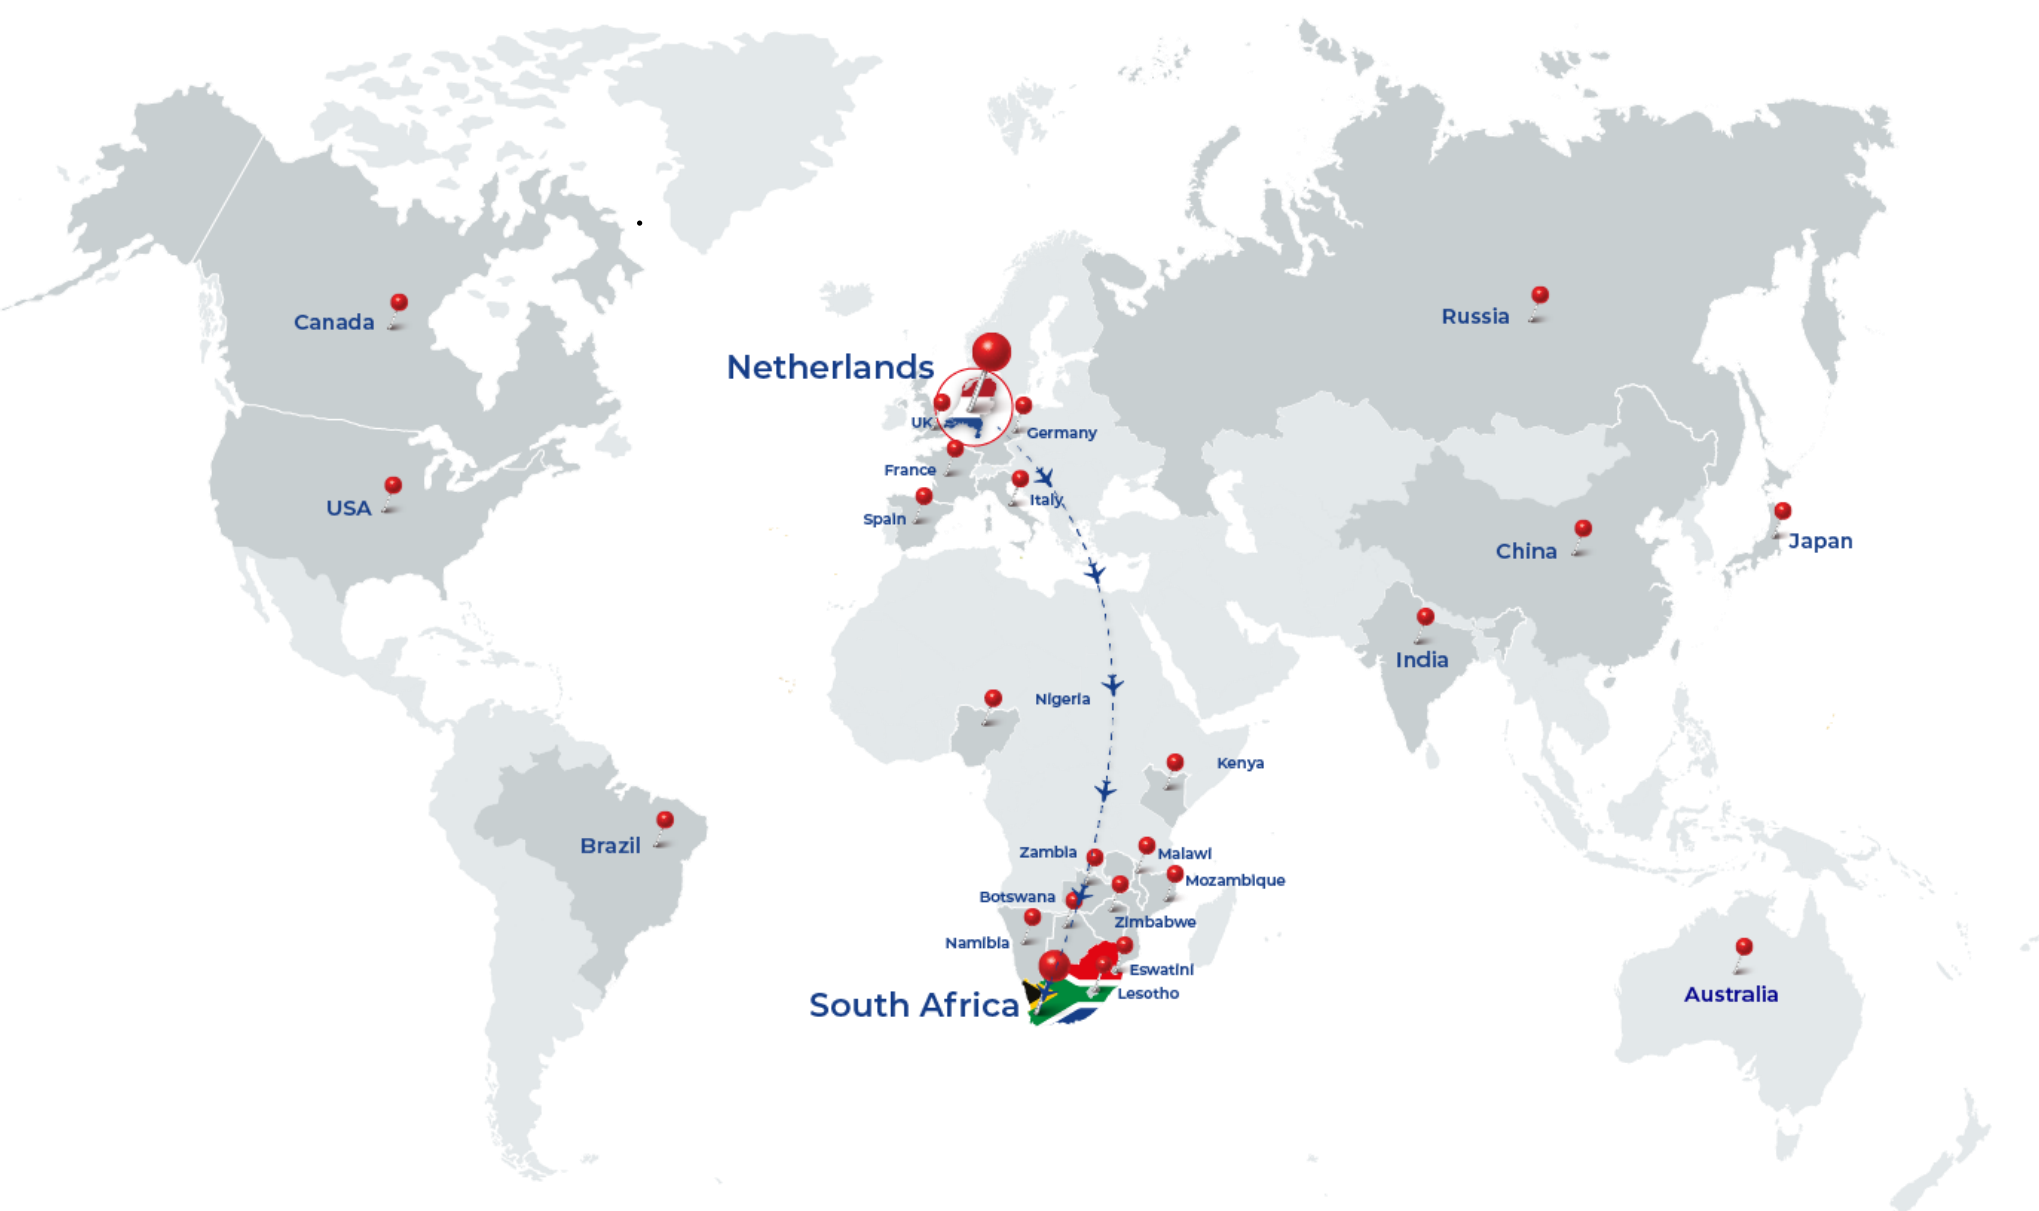 Canada
Russia
Netherlands
UK
Germany
France
Italy
USA
Spain
China
Japan
India
Nigeria
Kenya
Brazil
Zambia
Malawi
Mozambique
Botswana
Zimbabwe
Namibia
Eswatini
Lesotho
South Africa
Australia